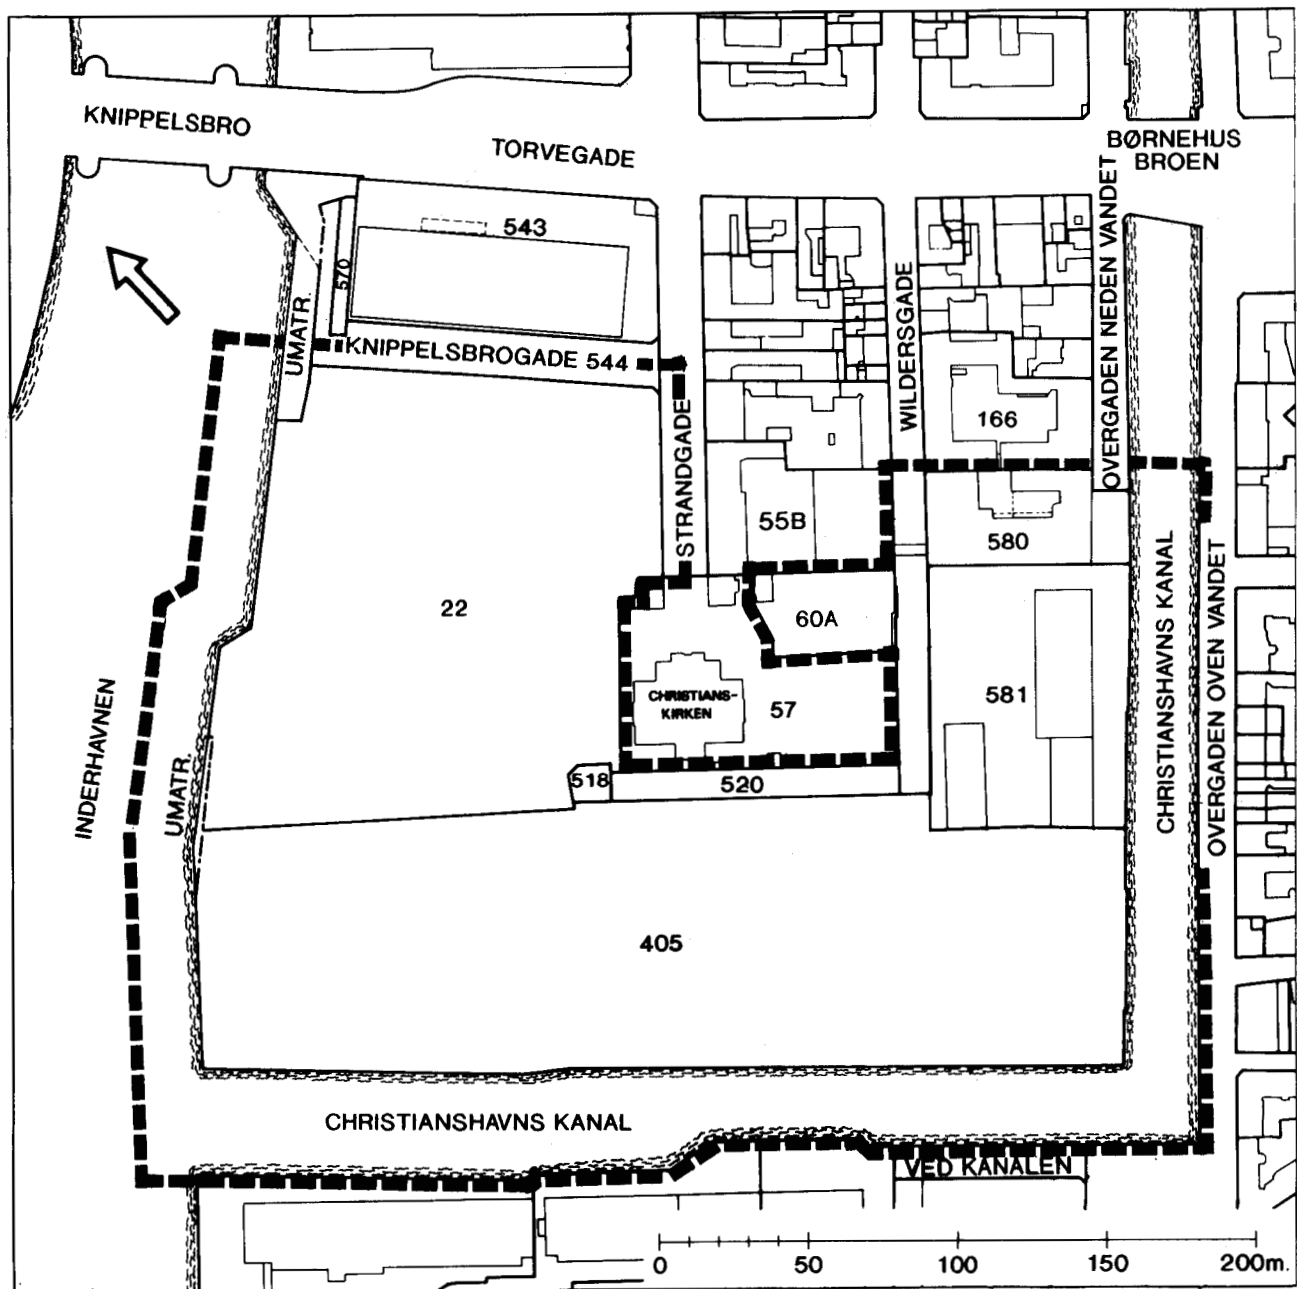 KNIPPELSBRO
TORVEGADE
BØRNEHUS
BROEN
543
570
UMATR.
KNIPPELSBROGADE 544
STRANDGADE
WILDERSGADE
OVERGADEN NEDEN VANDET
166
55B
580
22
60A
CHRISTIANS-
KIRKEN
57
581
CHRISTIANSHAVNS KANAL
OVERGADEN OVEN VANDET
INDERHAVNEN
UMATR.
518
520
405
CHRISTIANSHAVNS KANAL
VED KANALEN
0 50 100 150 200m.